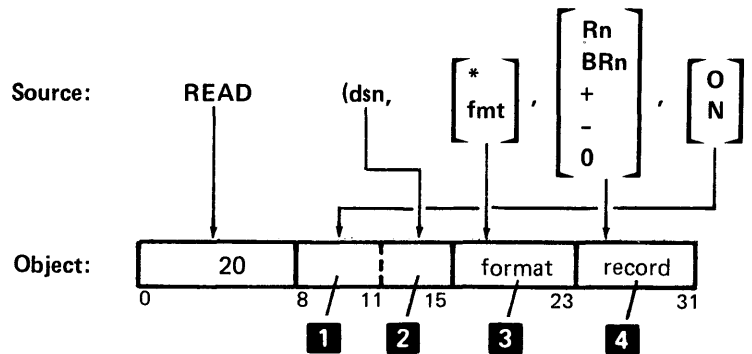 Source: READ (dsn, [* fmt] , [Rn BRn + − 0] , [O N]
Object: 20 format record
0 8 11 15 23 31
1 2 3 4